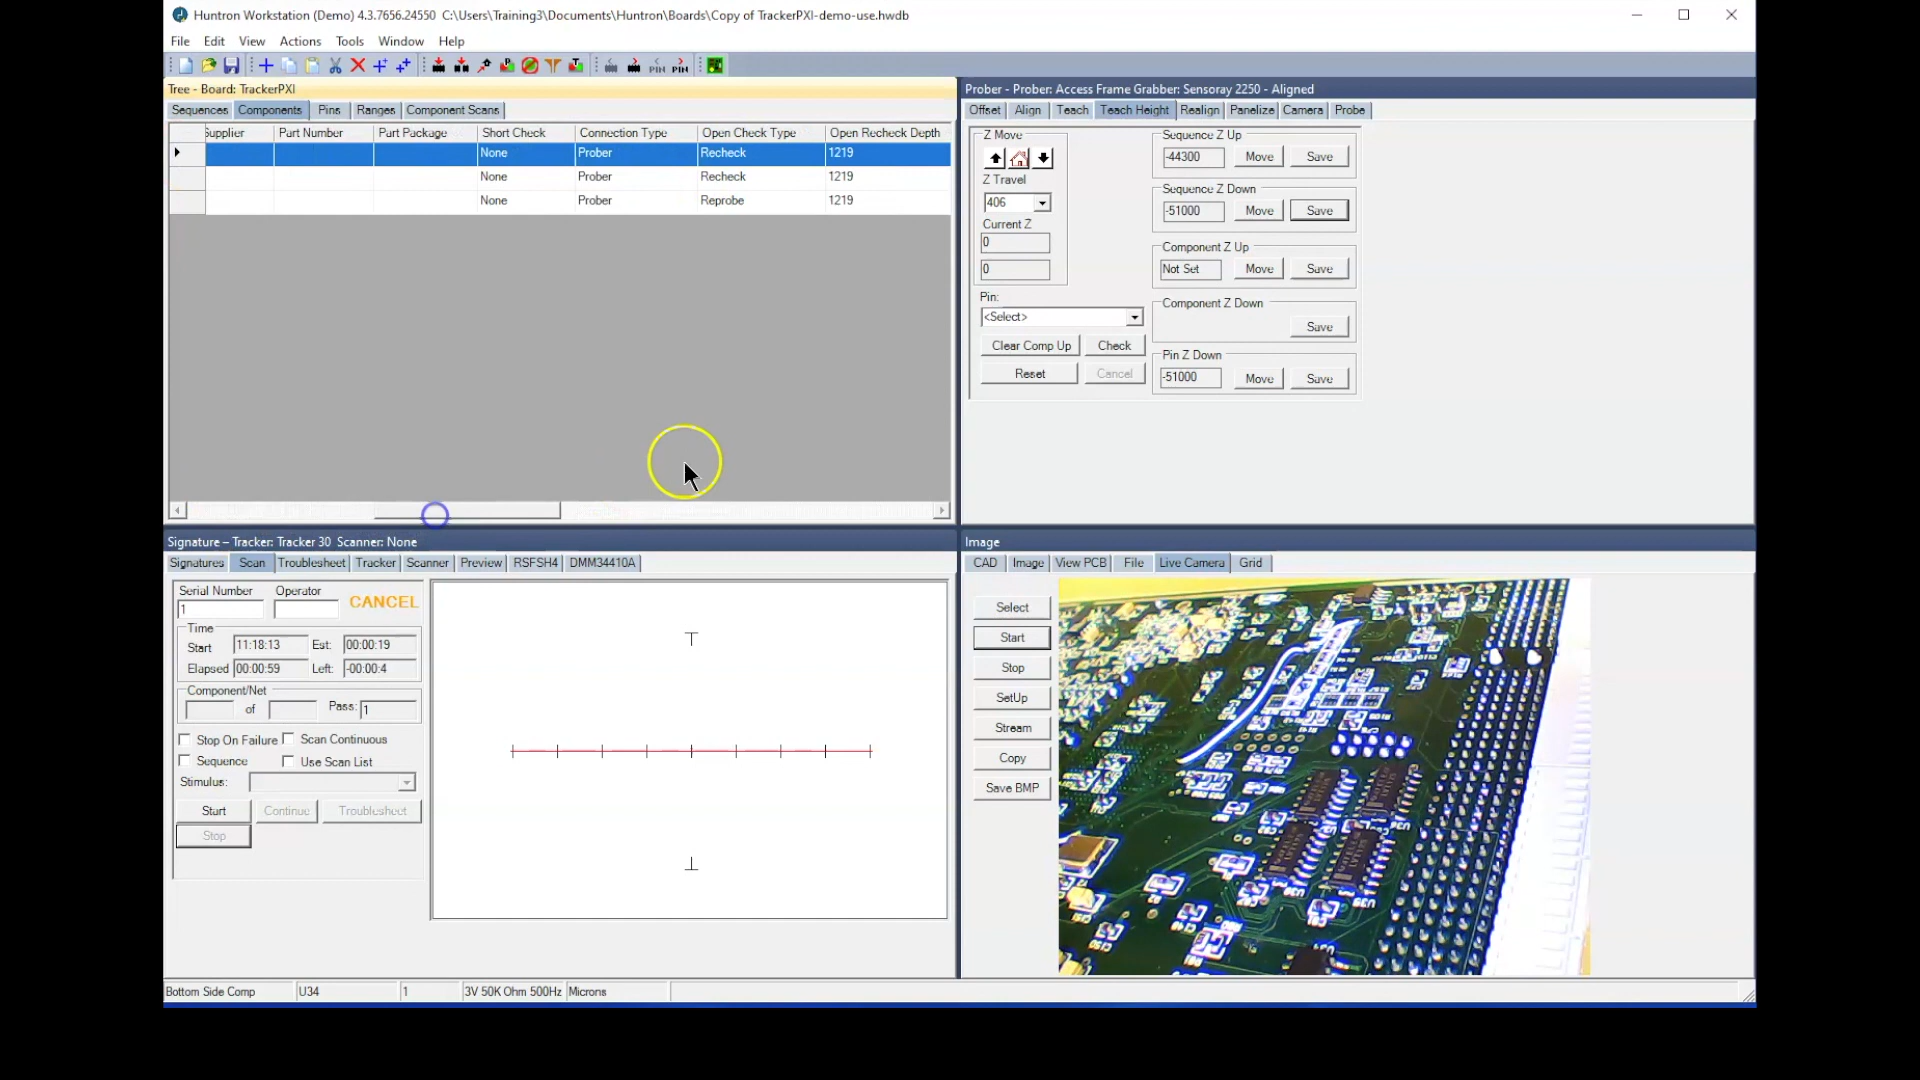 Huntron Workstation (Demo) 4.3.7656.24550 C:\Users\Training3\Documents\Huntron\Boards\Copy of TrackerPXI-demo-use.hwdb
File Edit View Actions Tools Window Help
Tree - Board: TrackerPXI
Sequences Components Pins Ranges Component Scans
Supplier Part Number Part Package Short Check Connection Type Open Check Type Open Recheck Depth
None Prober Recheck 1219
None Prober Recheck 1219
None Prober Reprobe 1219
Prober - Prober: Access Frame Grabber: Sensoray 2250 - Aligned
Offset Align Teach Teach Height Realign Panelize Camera Probe
Z Move
Z Travel
406
Current Z
0
0
Pin:
<Select>
Clear Comp Up Check
Reset Cancel
Sequence Z Up
-44300 Move Save
Sequence Z Down
-51000 Move Save
Component Z Up
Not Set Move Save
Component Z Down
Save
Pin Z Down
-51000 Move Save
Signature – Tracker: Tracker 30 Scanner: None
Signatures Scan Troubleshoot Tracker Scanner Preview RSFSH4 DMM34410A
Serial Number Operator
1
CANCEL
Time
Start 11:18:13 Est: 00:00:19
Elapsed 00:00:59 Left: -00:00:4
Component/Net
of Pass: 1
Stop On Failure Scan Continuous
Sequence Use Scan List
Stimulus:
Start Continue Troubleshoot
Stop
Image
CAD Image View PCB File Live Camera Grid
Select
Start
Stop
SetUp
Stream
Copy
Save BMP
Bottom Side Comp U34 1 3V 50K Ohm 500Hz Microns